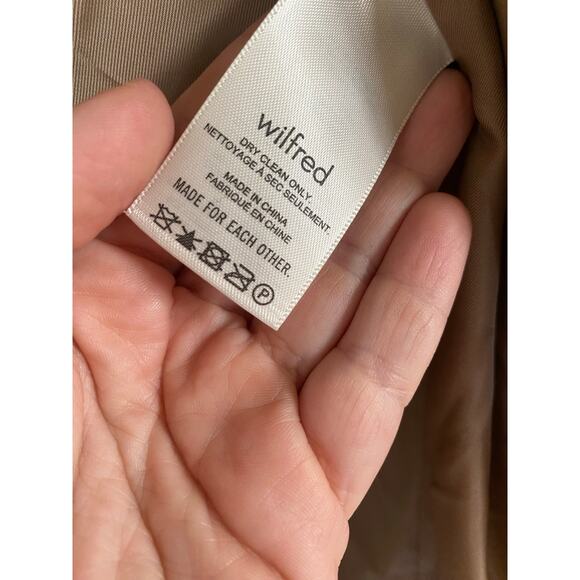 wilfred
DRY CLEAN ONLY.
NETTOYAGE À SEC SEULEMENT.
MADE IN CHINA
FABRIQUÉ EN CHINE
MADE FOR EACH OTHER.
P